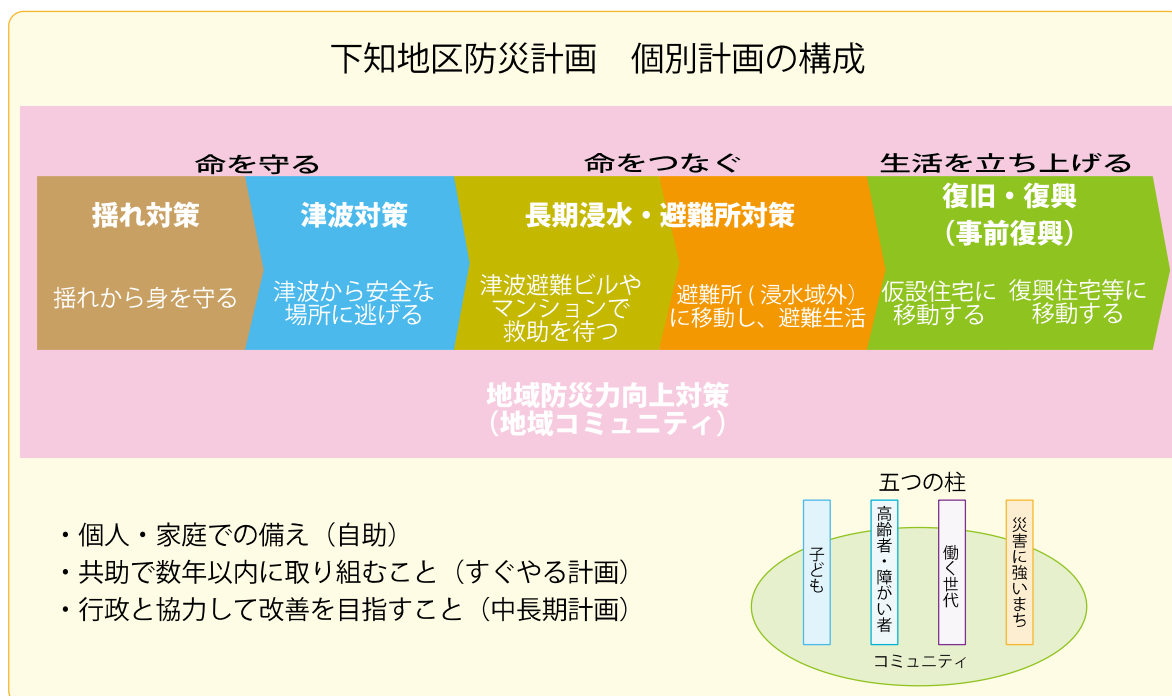 下知地区防災計画　個別計画の構成
命を守る
命をつなぐ
生活を立ち上げる
揺れ対策
揺れから身を守る
津波対策
津波から安全な
場所に逃げる
長期浸水・避難所対策
津波避難ビルや
マンションで
救助を待つ
避難所 ( 浸水域外）
に移動し、避難生活
復旧・復興
（事前復興）
仮設住宅に
移動する
復興住宅等に
移動する
地域防災力向上対策
（地域コミュニティ）
・個人・家庭での備え（自助）
・共助で数年以内に取り組むこと（すぐやる計画）
・行政と協力して改善を目指すこと（中長期計画）
五つの柱
子ども
高齢者・障がい者
働く世代
災害に強いまち
コミュニティ